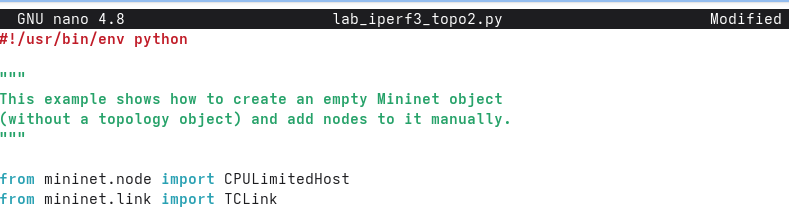 GNU nano 4.8 lab_iperf3_topo2.py Modified
#!/usr/bin/env python
"""
This example shows how to create an empty Mininet object
(without a topology object) and add nodes to it manually.
"""
from mininet.node import CPULimitedHost
from mininet.link import TCLink